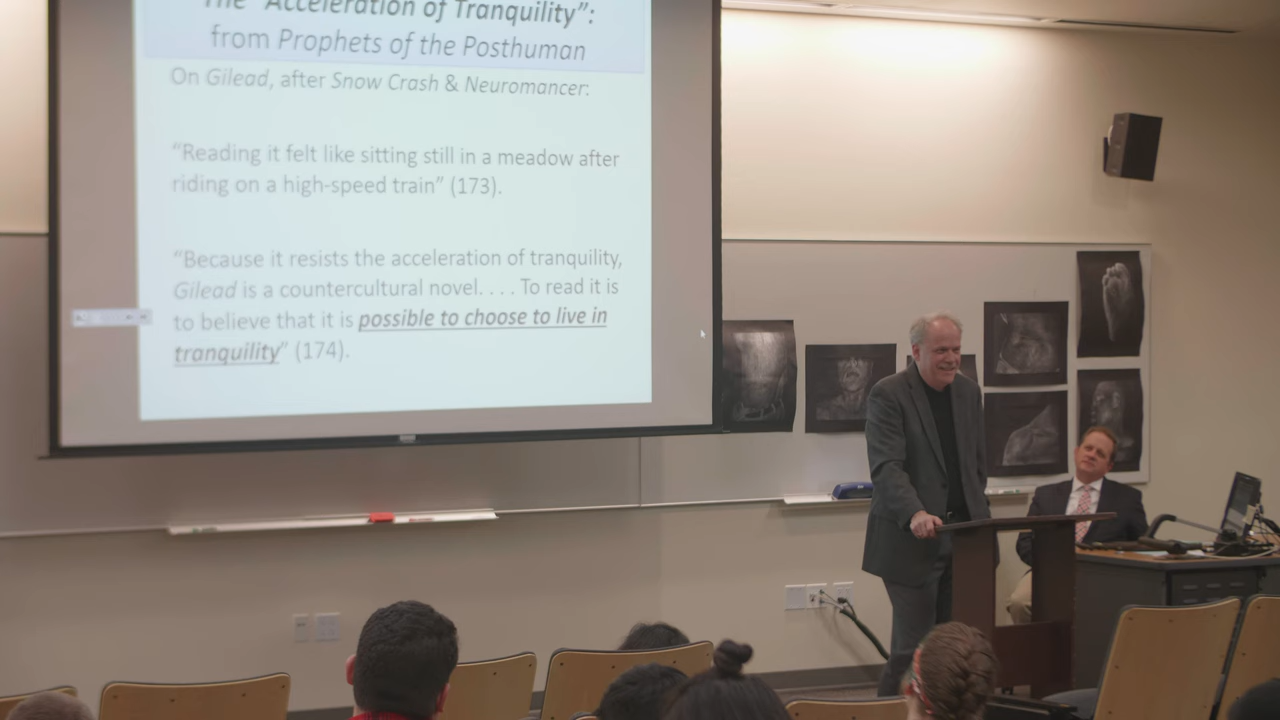 The "Acceleration of Tranquility":
from Prophets of the Posthuman
On Gilead, after Snow Crash & Neuromancer:
"Reading it felt like sitting still in a meadow after
riding on a high-speed train" (173).
"Because it resists the acceleration of tranquility,
Gilead is a countercultural novel. . . . To read it is
to believe that it is possible to choose to live in
tranquility" (174).